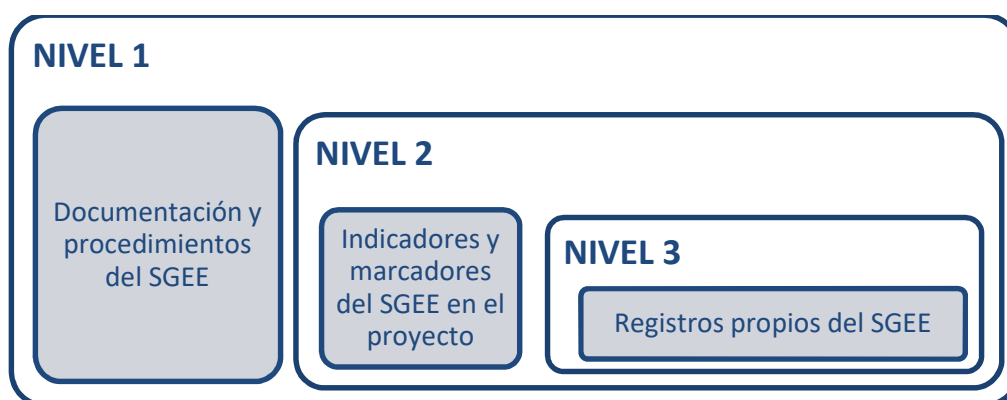 NIVEL 1
Documentación y
procedimientos
del SGEE
NIVEL 2
Indicadores y
marcadores
del SGEE en el
proyecto
NIVEL 3
Registros propios del SGEE